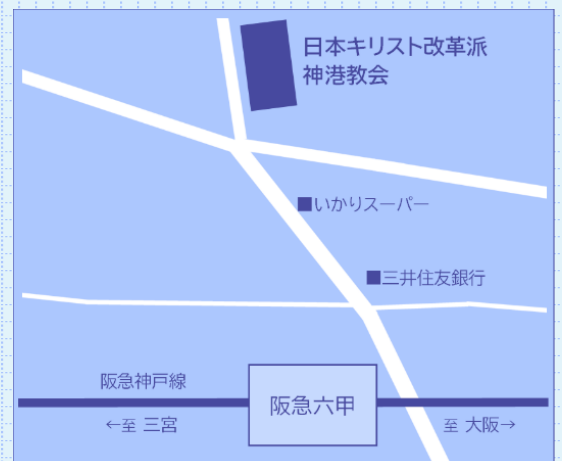 日本キリスト改革派
神港教会
■いかりスーパー
■三井住友銀行
阪急神戸線
阪急六甲
←至 三宮
至 大阪→